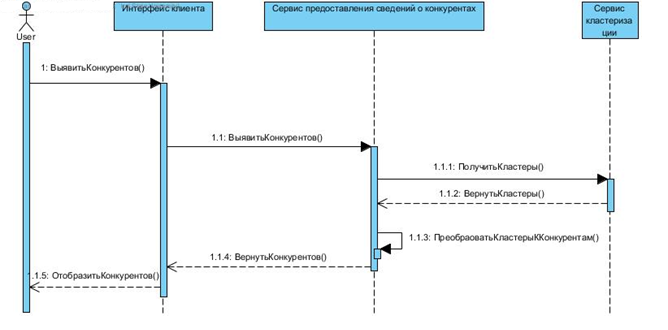 Интерфейс клиента
Сервис предоставления сведений о конкурентах
Сервис
кластериза
ции
User
1: ВыявитьКонкурентов()
1.1: ВыявитьКонкурентов()
1.1.1: ПолучитьКластеры()
1.1.2: ВернутьКластеры()
1.1.3: ПреобраоватьКластерыККонкурентам()
1.1.4: ВернутьКонкурентов()
1.1.5: ОтобразитьКонкурентов()